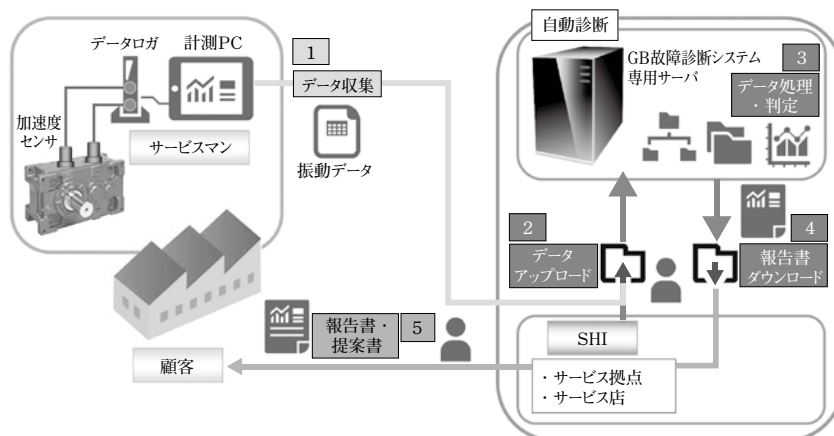 データロガ
計測PC
加速度
センサ
サービスマン
1
データ収集
振動データ
自動診断
GB故障診断システム
専用サーバ
3
データ処理
・判定
2
データ
アップロード
4
報告書
ダウンロード
5
報告書・
提案書
顧客
SHI
・サービス拠点
・サービス店